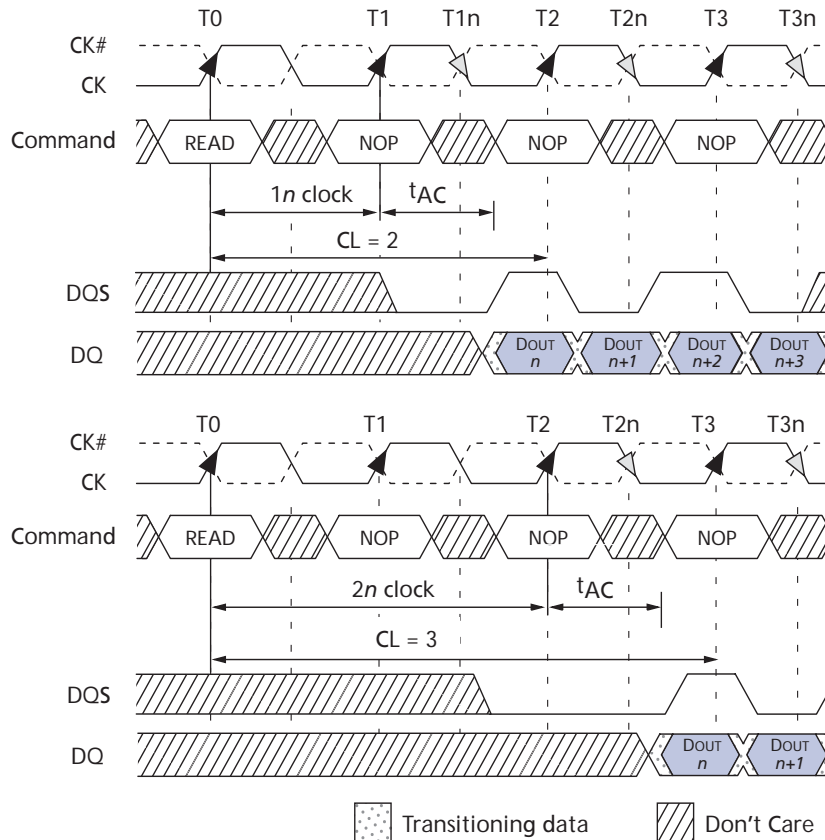 T0 T1 T1n T2 T2n T3 T3n
CK#
CK
Command READ NOP NOP NOP
1n clock tAC
CL = 2
DQS
DQ DOUT n DOUT n+1 DOUT n+2 DOUT n+3
T0 T1 T2 T2n T3 T3n
CK#
CK
Command READ NOP NOP NOP
2n clock tAC
CL = 3
DQS
DQ DOUT n DOUT n+1
Transitioning data Don't Care